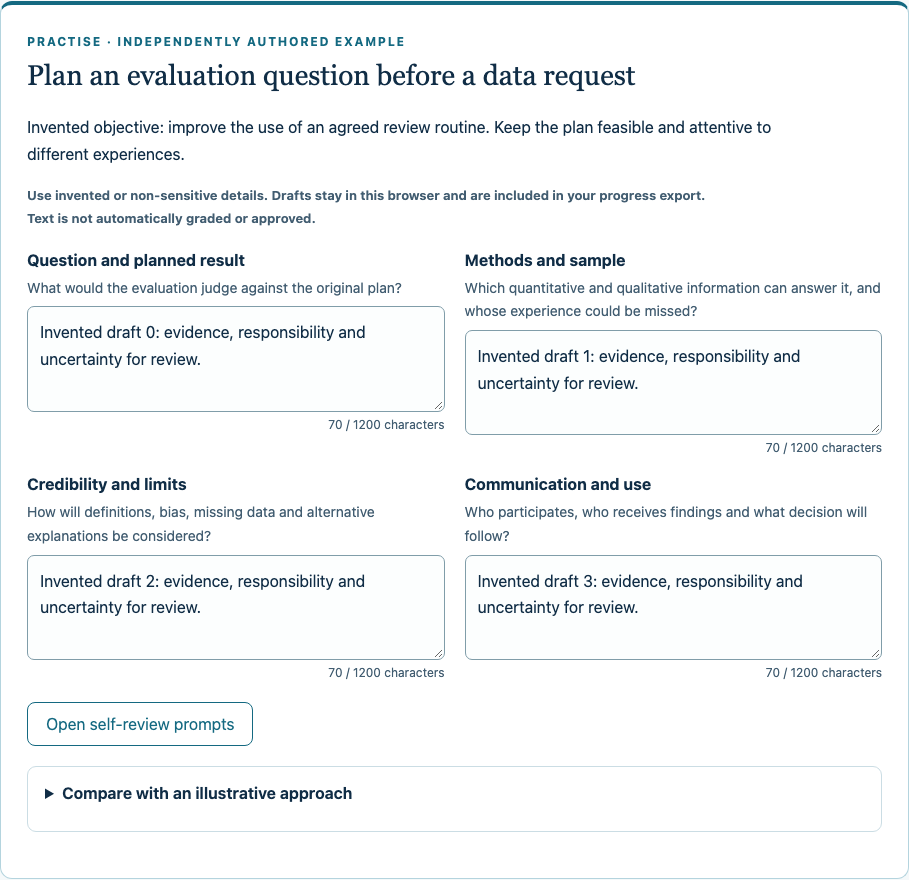 PRACTISE · INDEPENDENTLY AUTHORED EXAMPLE
Plan an evaluation question before a data request
Invented objective: improve the use of an agreed review routine. Keep the plan feasible and attentive to
different experiences.
Use invented or non-sensitive details. Drafts stay in this browser and are included in your progress export.
Text is not automatically graded or approved.
Question and planned result
What would the evaluation judge against the original plan?
Invented draft 0: evidence, responsibility and
uncertainty for review.
70 / 1200 characters
Methods and sample
Which quantitative and qualitative information can answer it, and
whose experience could be missed?
Invented draft 1: evidence, responsibility and
uncertainty for review.
70 / 1200 characters
Credibility and limits
How will definitions, bias, missing data and alternative
explanations be considered?
Invented draft 2: evidence, responsibility and
uncertainty for review.
70 / 1200 characters
Communication and use
Who participates, who receives findings and what decision will
follow?
Invented draft 3: evidence, responsibility and
uncertainty for review.
70 / 1200 characters
Open self-review prompts
Compare with an illustrative approach